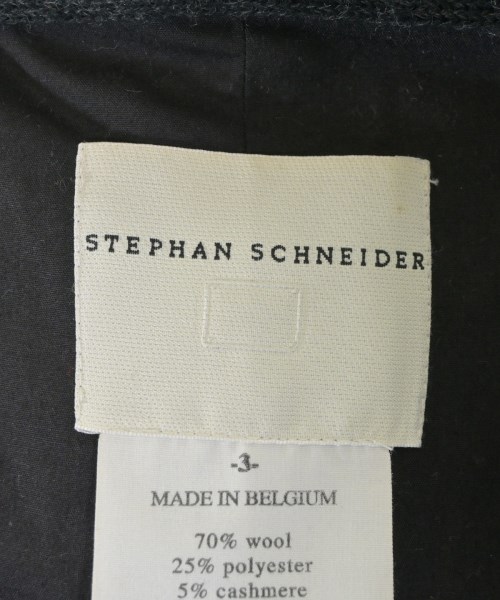 STEPHAN SCHNEIDER
-3-
MADE IN BELGIUM
70% wool
25% polyester
5% cashmere